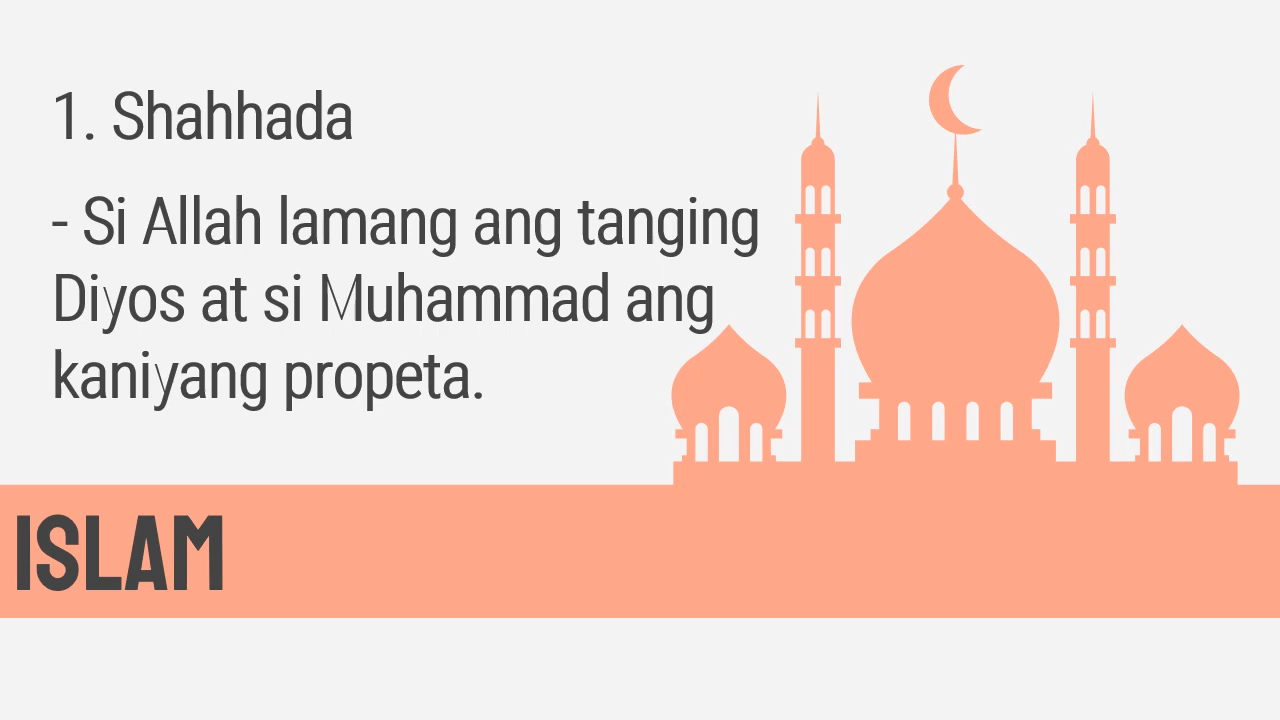 1. Shahhada
- Si Allah lamang ang tanging
Diyos at si Muhammad ang
kaniyang propeta.
ISLAM